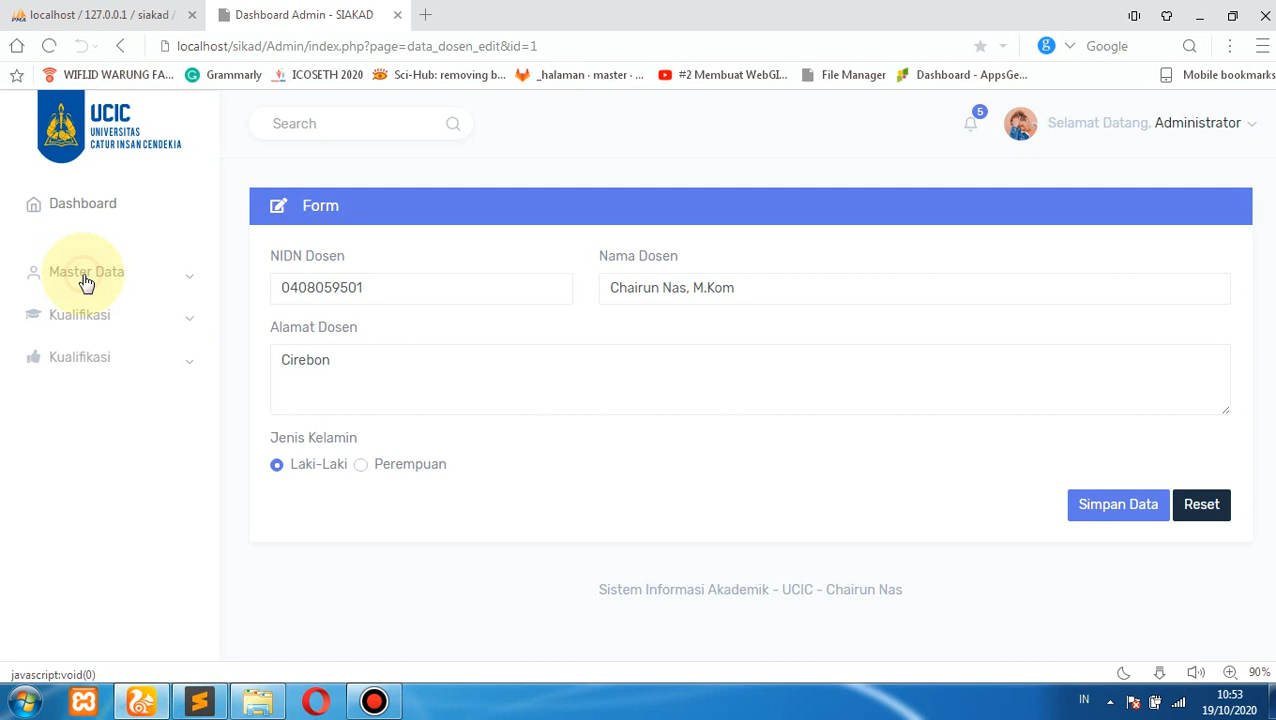 localhost / 127.0.0.1 / siakad /
Dashboard Admin - SIAKAD
localhost/sikad/Admin/index.php?page=data_dosen_edit&id=1
Google
WIFI.ID WARUNG FA...
Grammarly
ICOSETH 2020
Sci-Hub: removing b...
_halaman · master · ...
#2 Membuat WebGI...
File Manager
Dashboard - AppsGe...
Mobile bookmarks
UCIC
UNIVERSITAS
CATUR INSAN CENDEKIA
Search
5
Selamat Datang, Administrator
Dashboard
Master Data
Kualifikasi
Kualifikasi
Form
NIDN Dosen
Nama Dosen
0408059501
Chairun Nas, M.Kom
Alamat Dosen
Cirebon
Jenis Kelamin
Laki-Laki
Perempuan
Simpan Data
Reset
Sistem Informasi Akademik - UCIC - Chairun Nas
javascript:void(0)
90%
IN
10:53
19/10/2020